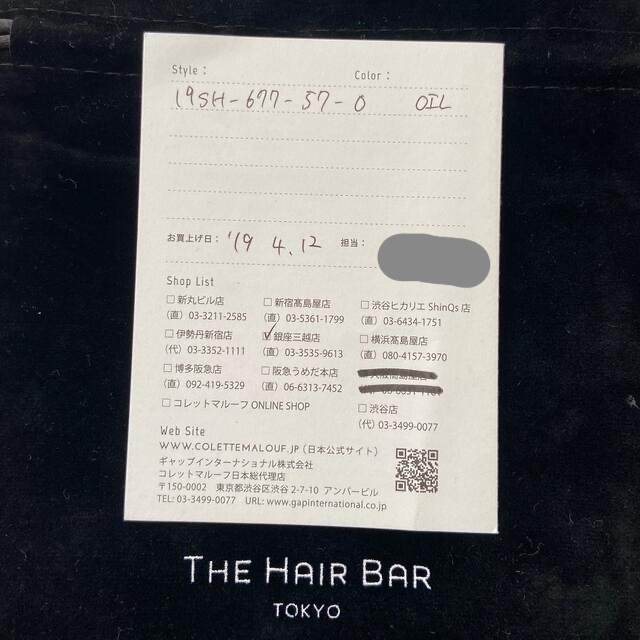 Style : Color :
19SH-677-57-0 OIL
お買上げ日 : '19 4.12 担当 :
Shop List
□ 新丸ビル店 □ 新宿髙島屋店 □ 渋谷ヒカリエ ShinQs 店
（直）03-3211-2585 （直）03-5361-1799 （直）03-6434-1751
□ 伊勢丹新宿店 ☑ 銀座三越店 □ 横浜髙島屋店
（代）03-3352-1111 （直）03-3535-9613 （直）080-4157-3970
□ 博多阪急店 □ 阪急うめだ本店
（直）092-419-5329 （直）06-6313-7452
□ コレットマルーフ ONLINE SHOP □ 渋谷店
（代）03-3499-0077
Web Site
WWW.COLETTEMALOUF.JP（日本公式サイト）
ギャップインターナショナル株式会社
コレットマルーフ日本総代理店
〒150-0002 東京都渋谷区渋谷 2-7-10 アンバービル
TEL: 03-3499-0077 URL: www.gapinternational.co.jp
THE HAIR BAR
TOKYO